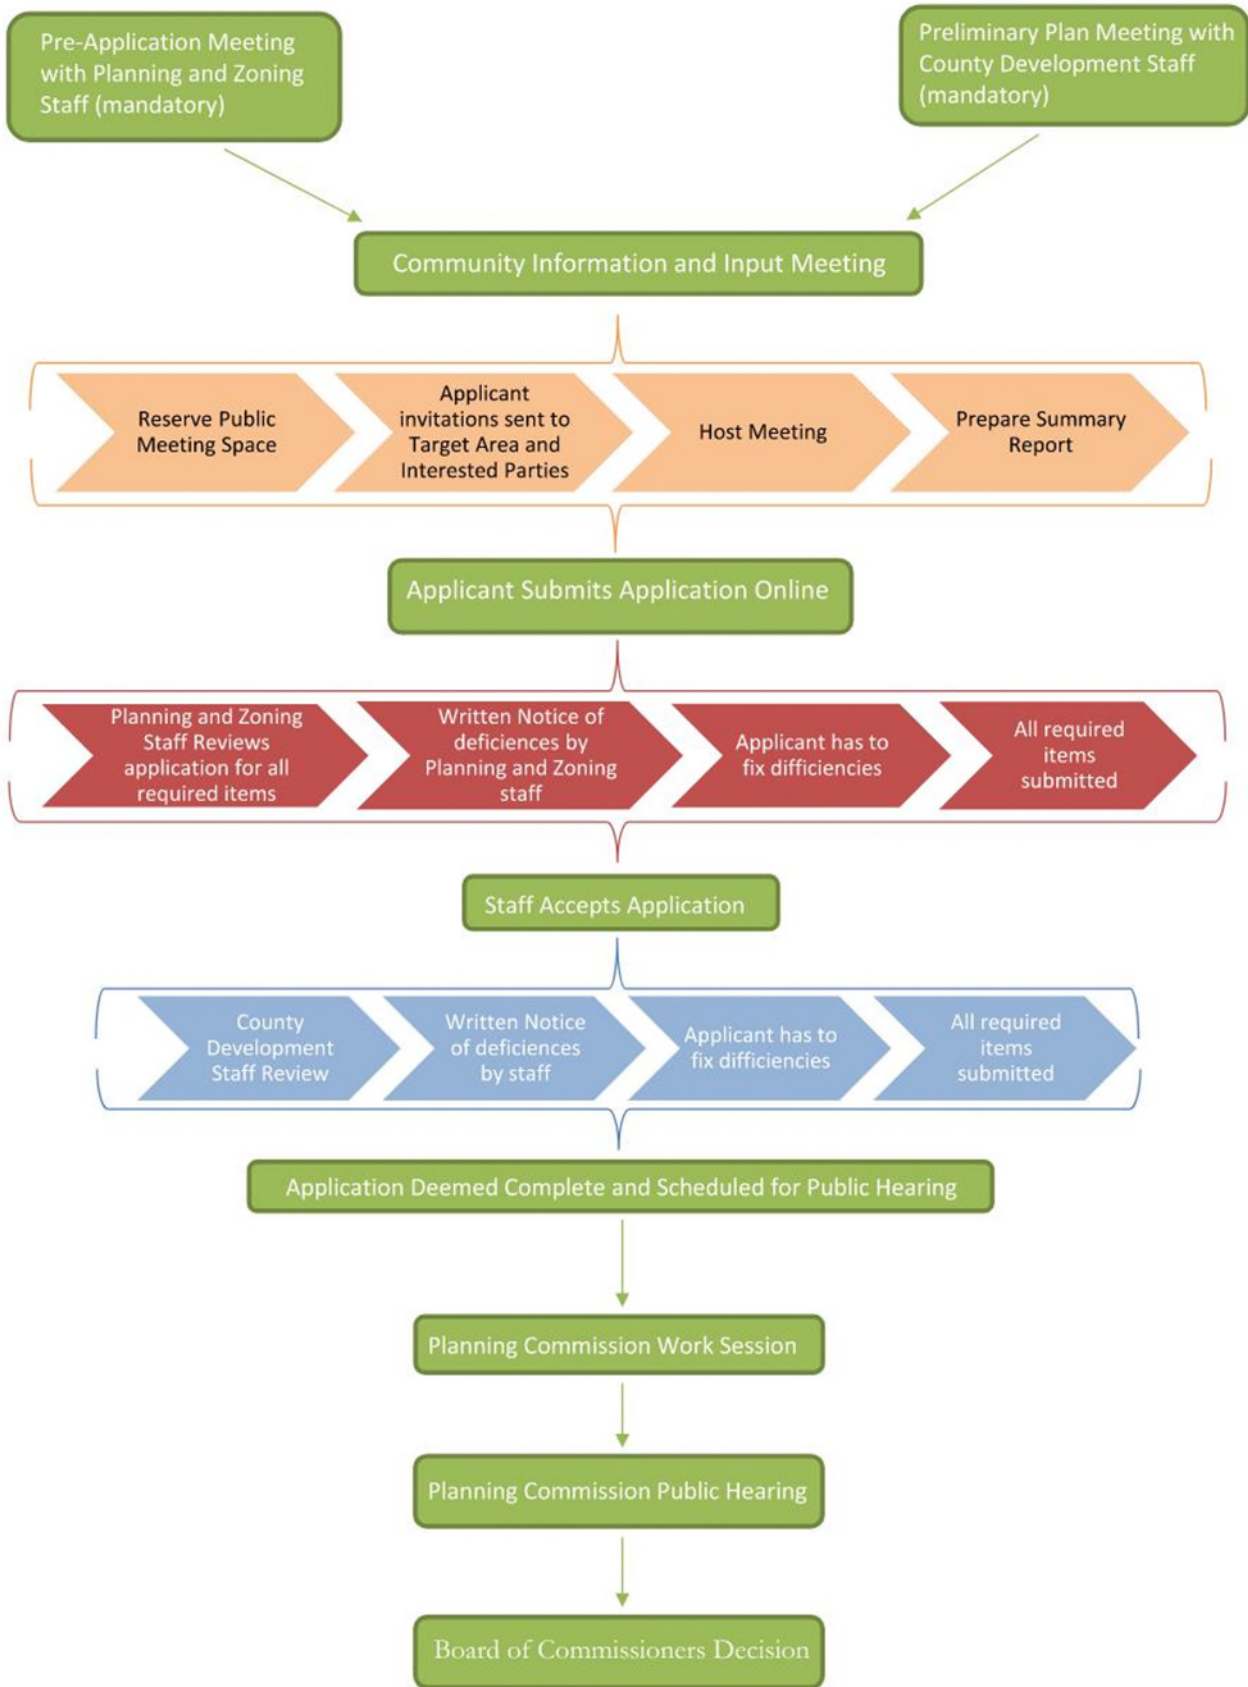 Pre-Application Meeting
with Planning and Zoning
Staff (mandatory)
Preliminary Plan Meeting with
County Development Staff
(mandatory)
Community Information and Input Meeting
Reserve Public
Meeting Space
Applicant
invitations sent to
Target Area and
Interested Parties
Host Meeting
Prepare Summary
Report
Applicant Submits Application Online
Planning and Zoning
Staff Reviews
application for all
required items
Written Notice of
deficiences by
Planning and Zoning
staff
Applicant has to
fix difficiencies
All required
items
submitted
Staff Accepts Application
County
Development
Staff Review
Written Notice
of deficiences
by staff
Applicant has to
fix difficiencies
All required
items
submitted
Application Deemed Complete and Scheduled for Public Hearing
Planning Commission Work Session
Planning Commission Public Hearing
Board of Commissioners Decision